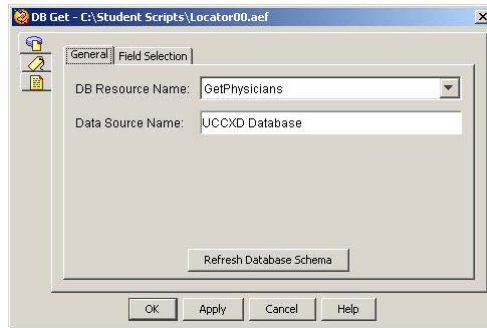 DB Get - C:\Student Scripts\Locator00.aef
General Field Selection
DB Resource Name: GetPhysicians
Data Source Name: UCCXD Database
Refresh Database Schema
OK Apply Cancel Help